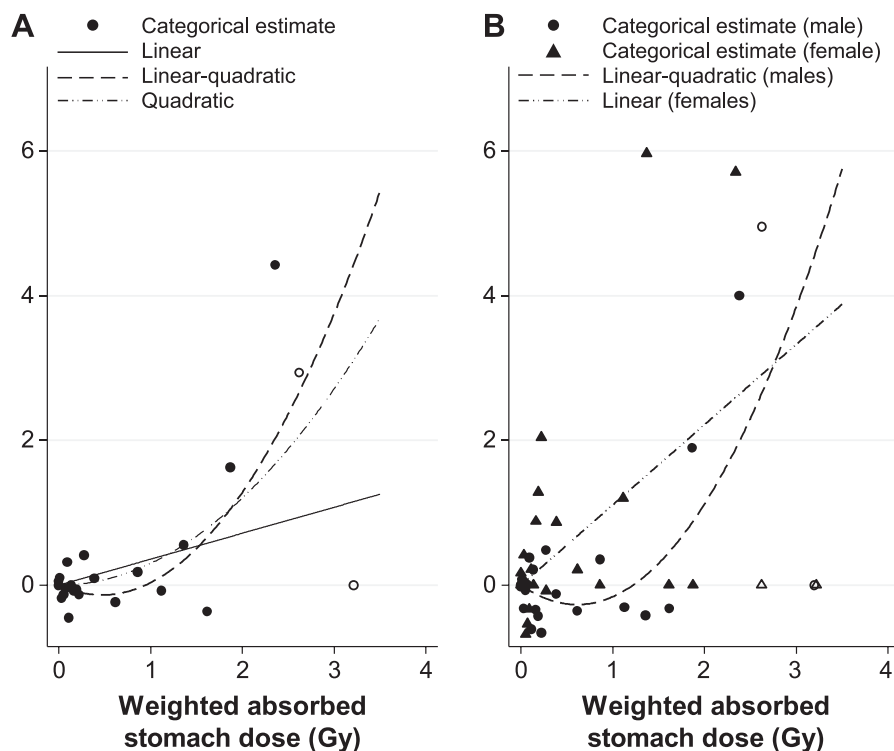 A
Categorical estimate
Linear
Linear-quadratic
Quadratic
6
4
2
0
0 1 2 3 4
Weighted absorbed
stomach dose (Gy)
B
Categorical estimate (male)
Categorical estimate (female)
Linear-quadratic (males)
Linear (females)
6
4
2
0
0 1 2 3 4
Weighted absorbed
stomach dose (Gy)